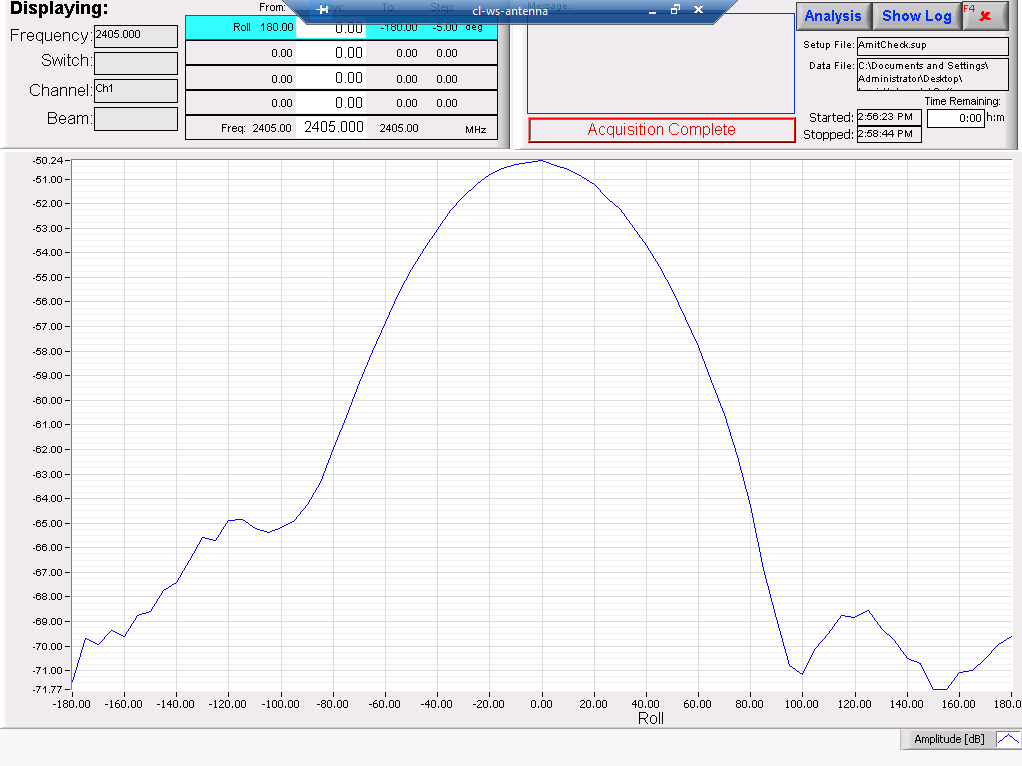 Displaying:
Frequency: 2405.000
Switch:
Channel: Ch1
Beam:
From: To: Step:
Roll 180.00 0.00 -180.00 -5.00 deg
0.00 0.00 0.00 0.00
0.00 0.00 0.00 0.00
0.00 0.00 0.00 0.00
Freq: 2405.00 2405.000 2405.00 MHz
cl-ws-antenna
Message:
Acquisition Complete
Analysis Show Log F4
Setup File: AmitCheck.sup
Data File: C:\Documents and Settings\
Administrator\Desktop\
Time Remaining:
Started: 2:56:23 PM 0:00 h:m
Stopped: 2:58:44 PM
-50.24
-51.00
-52.00
-53.00
-54.00
-55.00
-56.00
-57.00
-58.00
-59.00
-60.00
-61.00
-62.00
-63.00
-64.00
-65.00
-66.00
-67.00
-68.00
-69.00
-70.00
-71.00
-71.77
-180.00 -160.00 -140.00 -120.00 -100.00 -80.00 -60.00 -40.00 -20.00 0.00 20.00 40.00 60.00 80.00 100.00 120.00 140.00 160.00 180.0
Roll
Amplitude [dB]